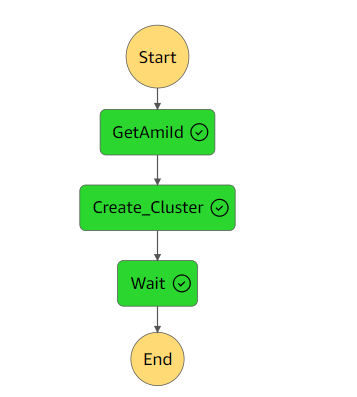 Start
GetAmiId
Create_Cluster
Wait
End